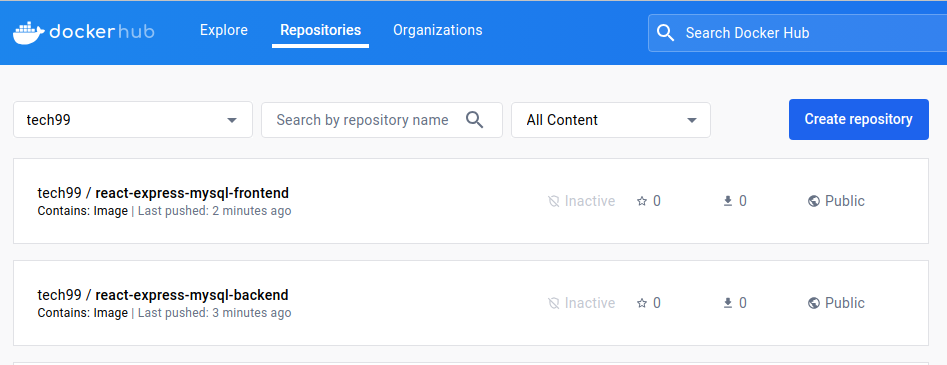 dockerhub Explore Repositories Organizations Search Docker Hub
tech99 Search by repository name All Content Create repository
tech99 / react-express-mysql-frontend
Contains: Image | Last pushed: 2 minutes ago
Inactive 0 0 Public
tech99 / react-express-mysql-backend
Contains: Image | Last pushed: 3 minutes ago
Inactive 0 0 Public